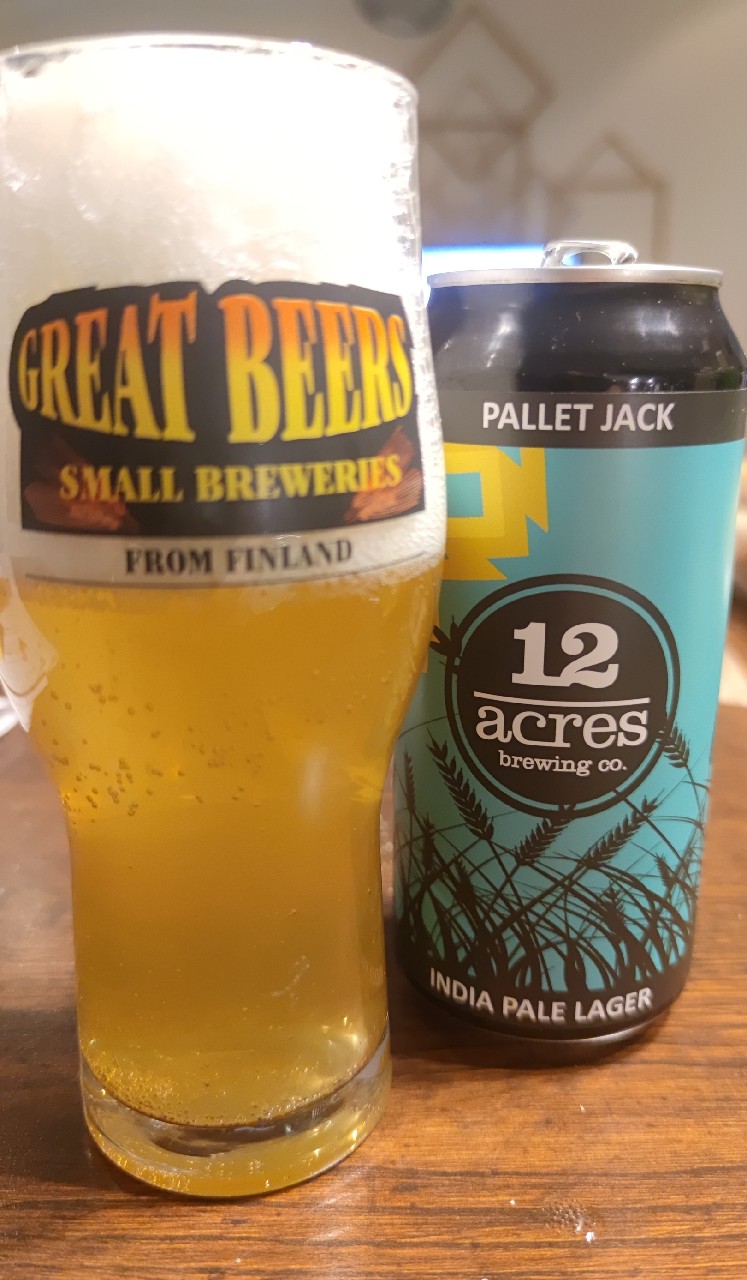 GREAT BEERS
SMALL BREWERIES
FROM FINLAND
PALLET JACK
12
acres
brewing co.
INDIA PALE LAGER